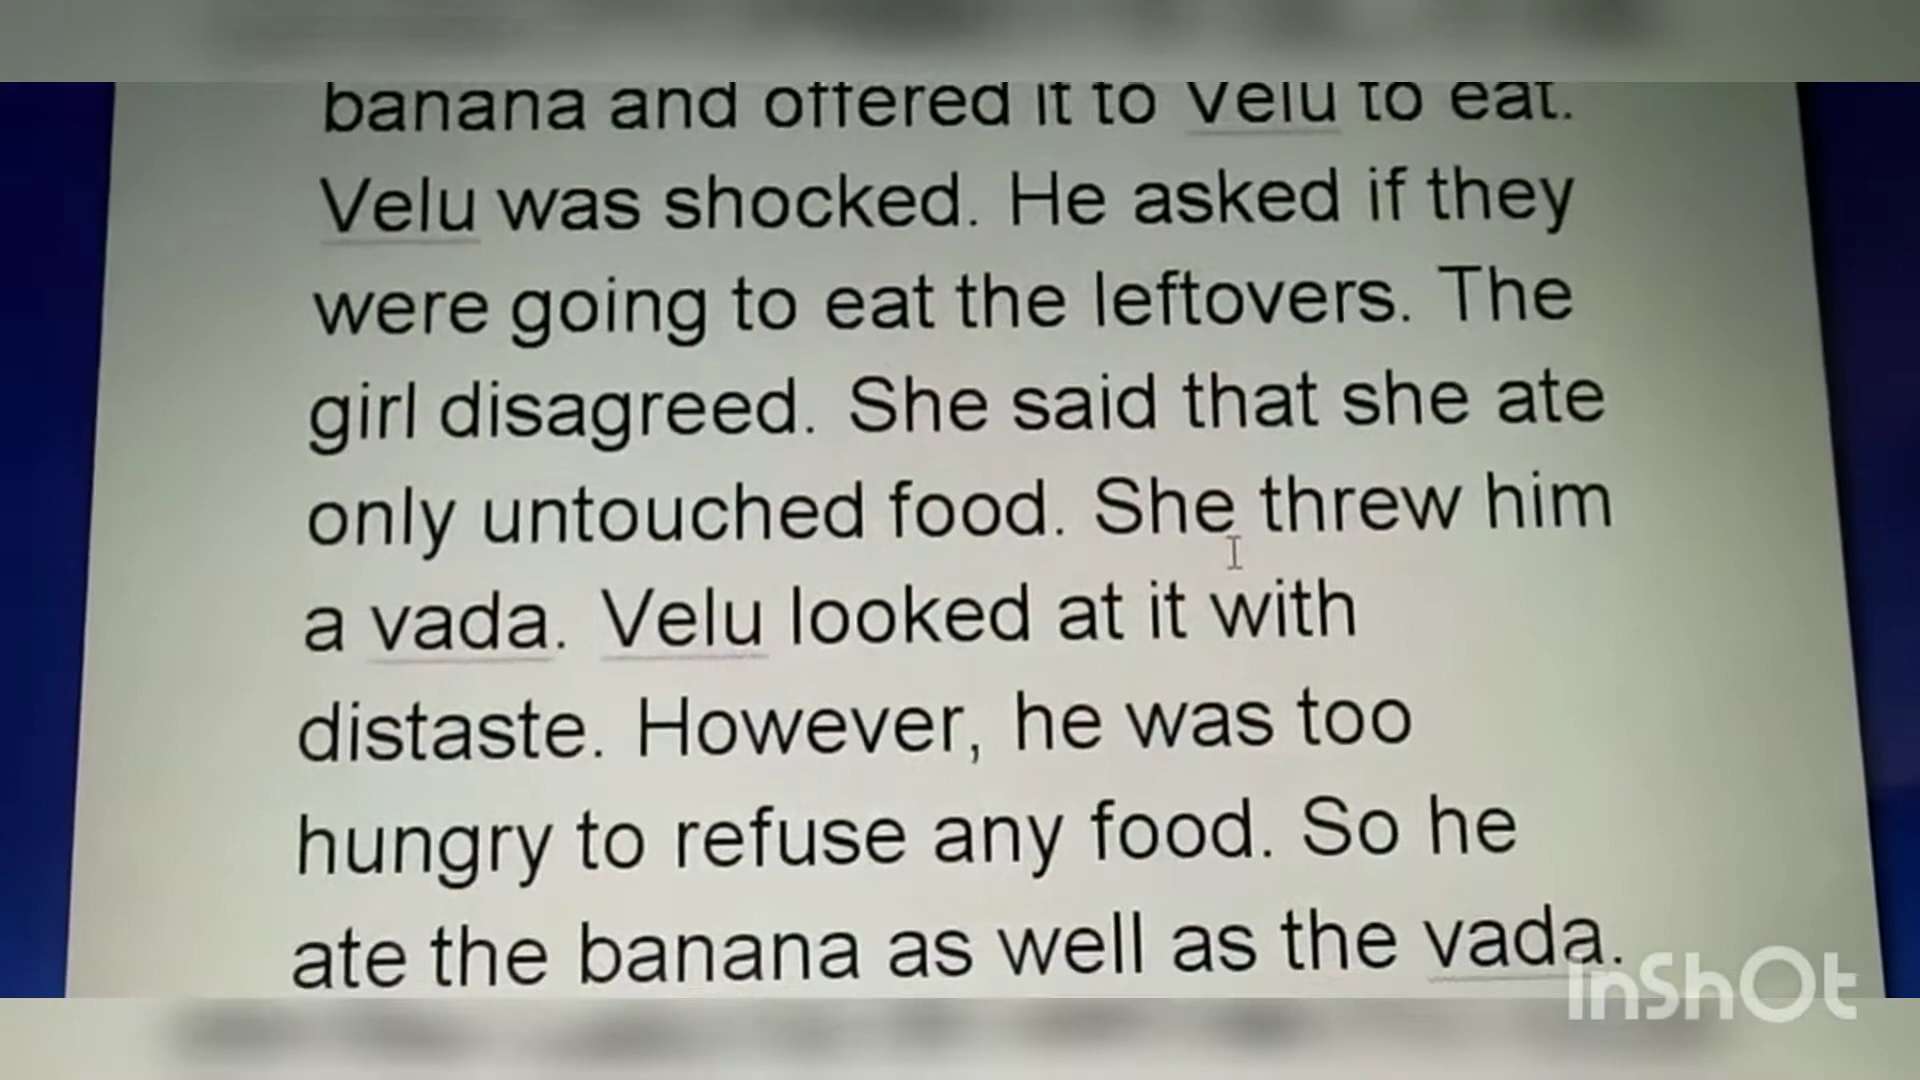 banana and offered it to Velu to eat.
Velu was shocked. He asked if they
were going to eat the leftovers. The
girl disagreed. She said that she ate
only untouched food. She threw him
a vada. Velu looked at it with
distaste. However, he was too
hungry to refuse any food. So he
ate the banana as well as the vada.
InShOt